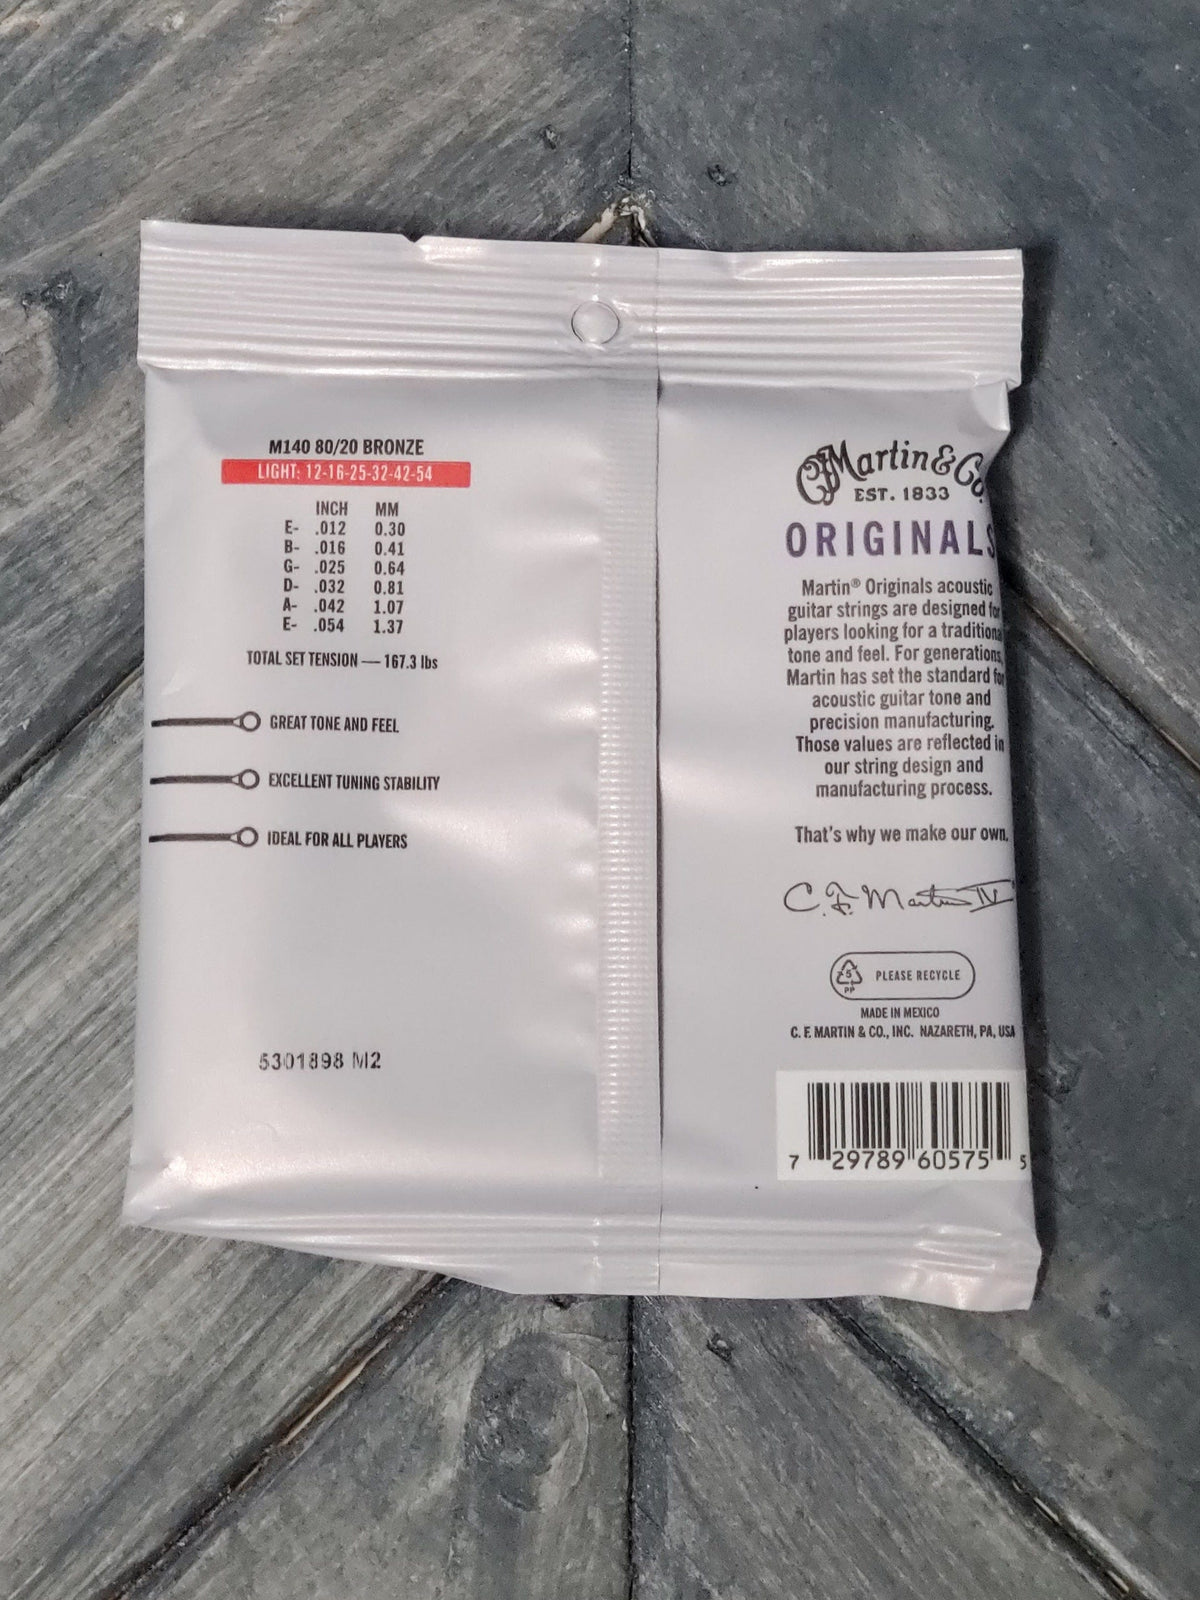 M140 80/20 BRONZE
LIGHT: 12-16-25-32-42-54
INCH MM
E- .012 0.30
B- .016 0.41
G- .025 0.64
D- .032 0.81
A- .042 1.07
E- .054 1.37
TOTAL SET TENSION — 167.3 lbs
GREAT TONE AND FEEL
EXCELLENT TUNING STABILITY
IDEAL FOR ALL PLAYERS
5301898 M2
CF Martin & Co.
EST. 1833
ORIGINALS
Martin® Originals acoustic
guitar strings are designed for
players looking for a traditional
tone and feel. For generations,
Martin has set the standard for
acoustic guitar tone and
precision manufacturing.
Those values are reflected in
our string design and
manufacturing process.
That's why we make our own.
C. F. Martin IV
5
PP
PLEASE RECYCLE
MADE IN MEXICO
C. F. MARTIN & CO., INC. NAZARETH, PA, USA
7 29789 60575 5